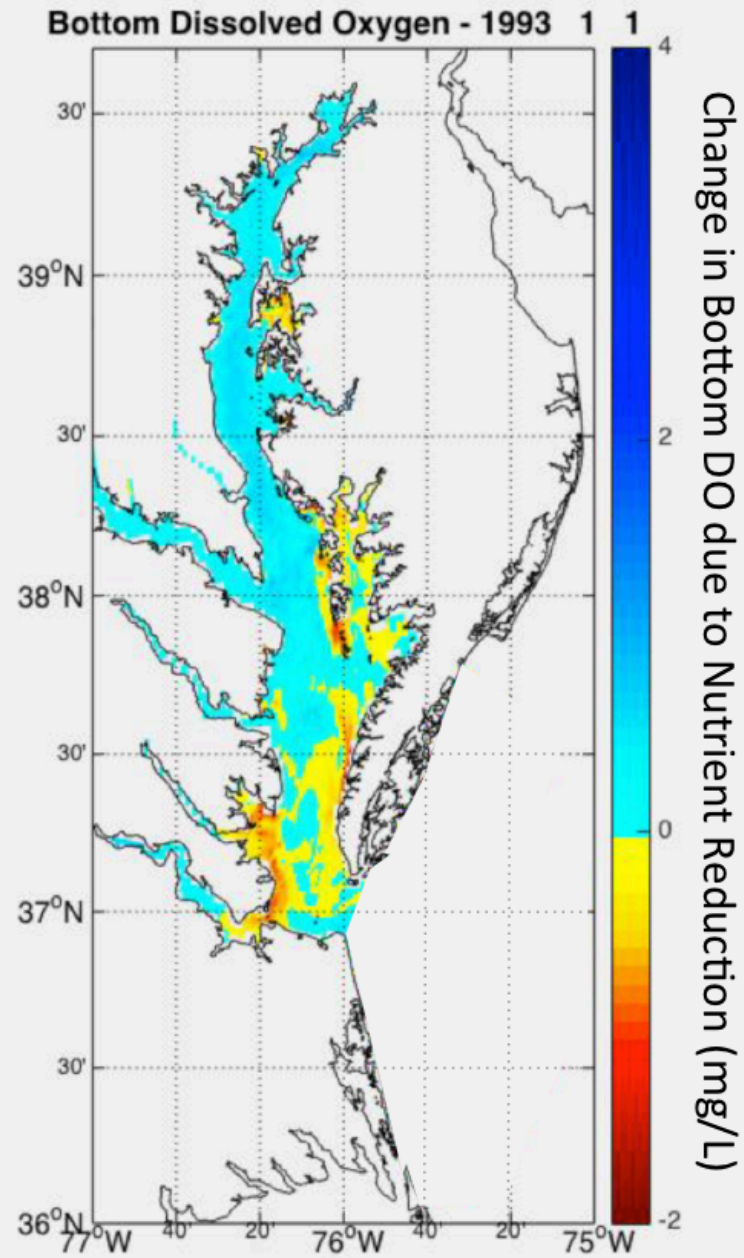 Bottom Dissolved Oxygen - 1993 1 1
30'
39°N
30'
38°N
30'
37°N
30'
36°N
77°W
40'
20'
76°W
40'
20'
75°W
4
2
0
-2
Change in Bottom DO due to Nutrient Reduction (mg/L)